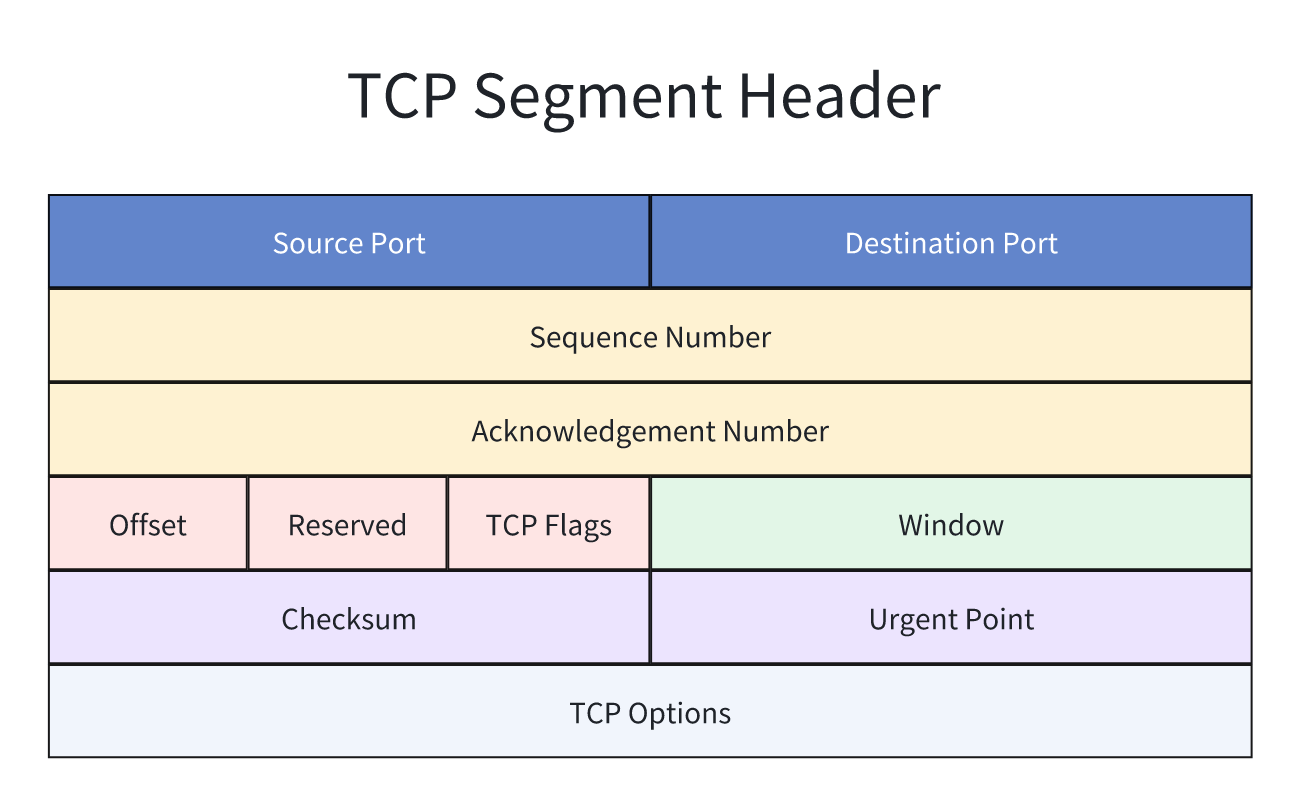 TCP Segment Header
Source Port
Destination Port
Sequence Number
Acknowledgement Number
Offset
Reserved
TCP Flags
Window
Checksum
Urgent Point
TCP Options